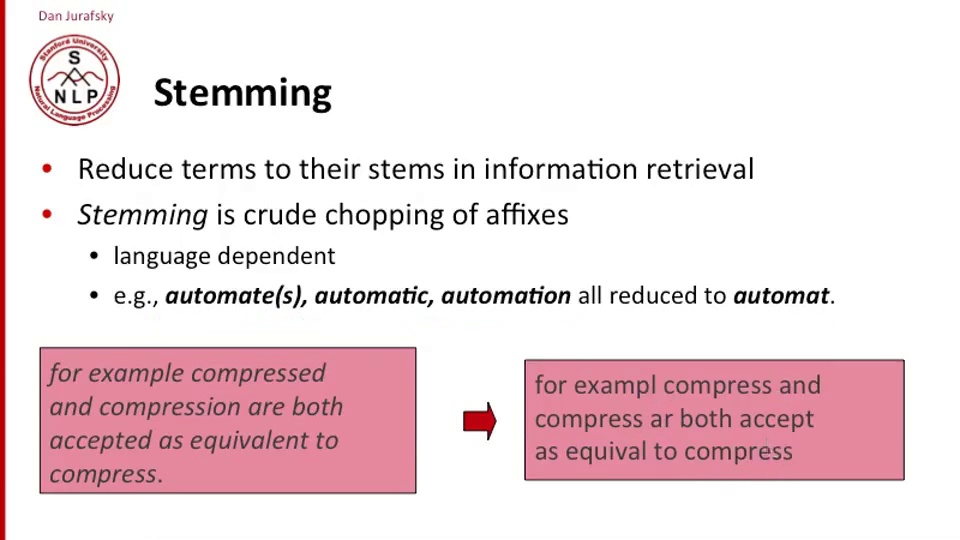 Dan Jurafsky
Stanford University
S
NLP
Natural Language Processing
Stemming
• Reduce terms to their stems in information retrieval
• Stemming is crude chopping of affixes
• language dependent
• e.g., automate(s), automatic, automation all reduced to automat.
for example compressed
and compression are both
accepted as equivalent to
compress.
for exampl compress and
compress ar both accept
as equival to compress